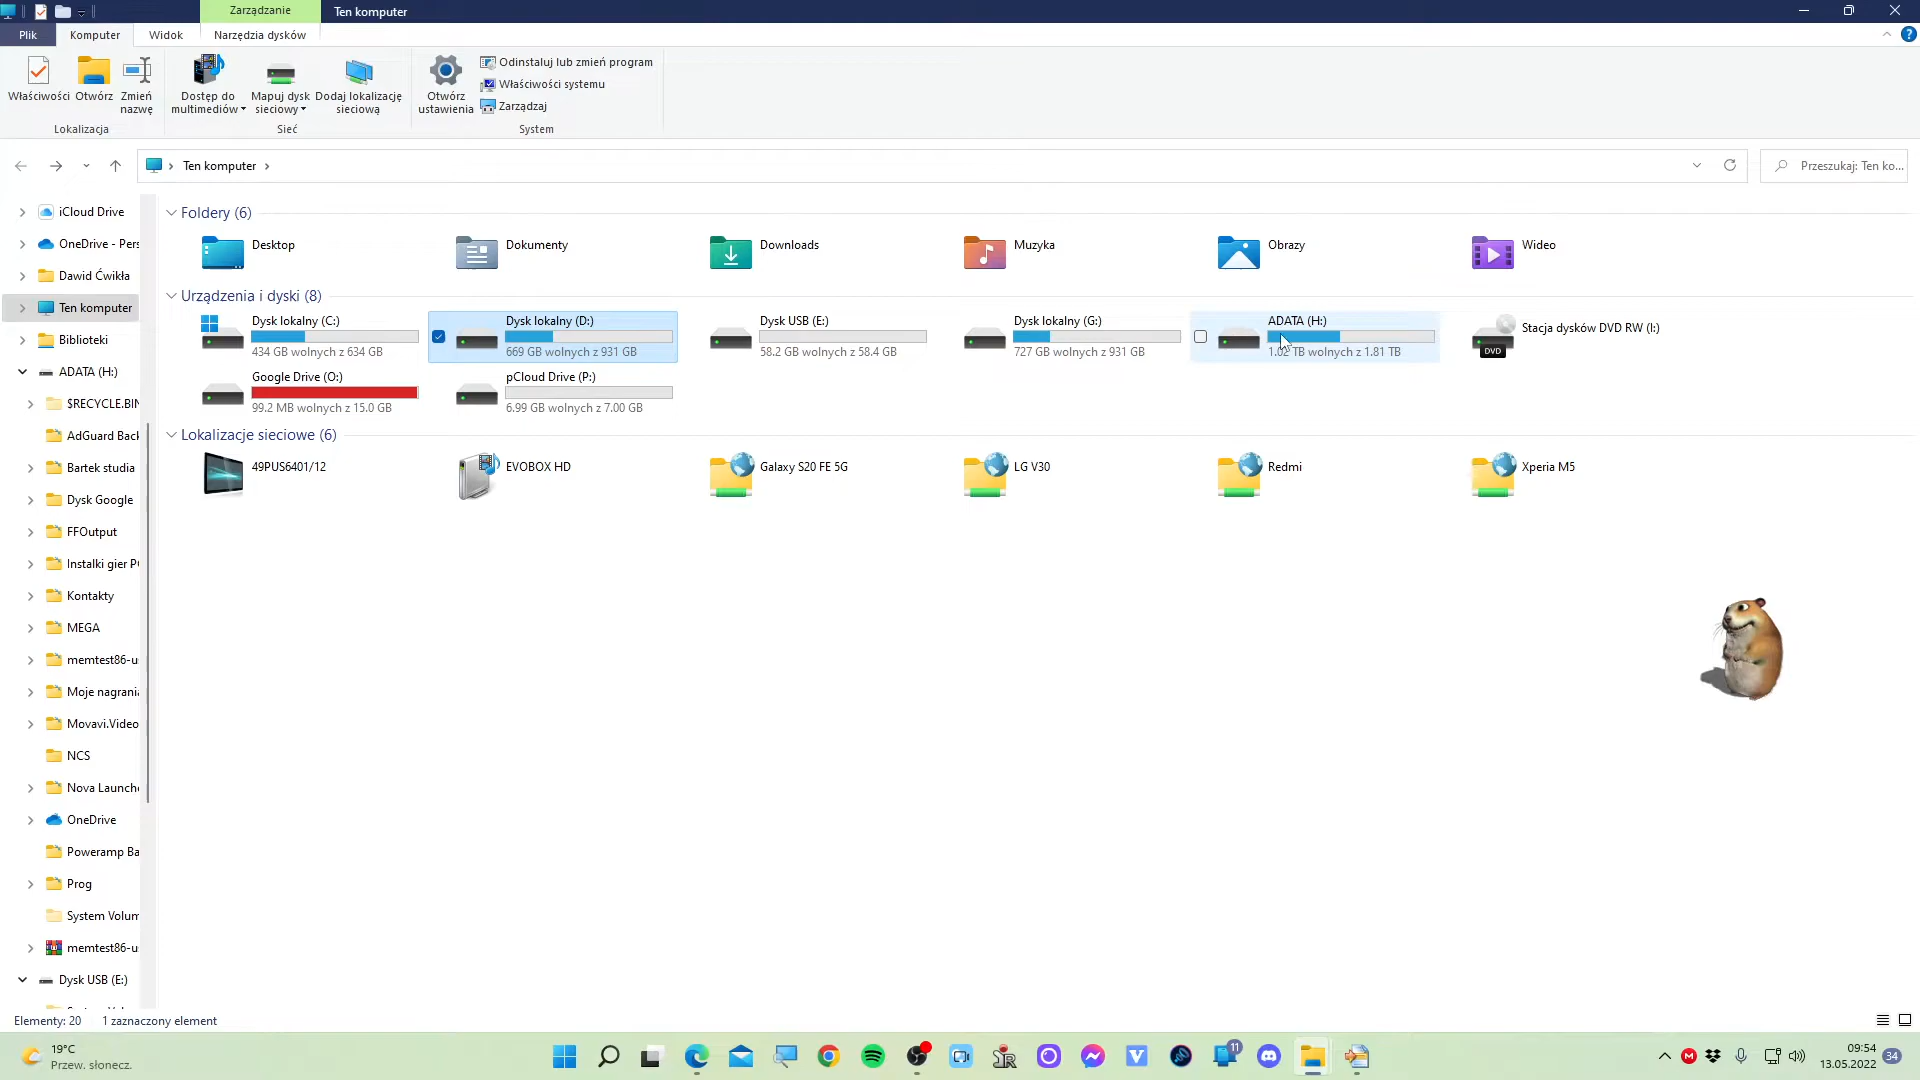 Zarządzanie
Ten komputer
Plik
Komputer
Widok
Narzędzia dysków
Właściwości
Otwórz
Zmień
nazwę
Dostęp do
multimediów
Mapuj dysk
sieciowy
Dodaj lokalizację
sieciową
Otwórz
ustawienia
Odinstaluj lub zmień program
Właściwości systemu
Zarządzaj
Lokalizacja
Sieć
System
Ten komputer
Przeszukaj: Ten ko...
iCloud Drive
OneDrive - Pers
Dawid Ćwikła
Ten komputer
Biblioteki
ADATA (H:)
$RECYCLE.BIN
AdGuard Back
Bartek studia
Dysk Google
FFOutput
Instalki gier P
Kontakty
MEGA
memtest86-u
Moje nagrania
Movavi.Video
NCS
Nova Launche
OneDrive
Poweramp Ba
Prog
System Volum
memtest86-u
Dysk USB (E:)
Foldery (6)
Desktop
Dokumenty
Downloads
Muzyka
Obrazy
Wideo
Urządzenia i dyski (8)
Dysk lokalny (C:)
434 GB wolnych z 634 GB
Dysk lokalny (D:)
669 GB wolnych z 931 GB
Dysk USB (E:)
58.2 GB wolnych z 58.4 GB
Dysk lokalny (G:)
727 GB wolnych z 931 GB
ADATA (H:)
1.02 TB wolnych z 1.81 TB
Stacja dysków DVD RW (I:)
DVD
Google Drive (O:)
99.2 MB wolnych z 15.0 GB
pCloud Drive (P:)
6.99 GB wolnych z 7.00 GB
Lokalizacje sieciowe (6)
49PUS6401/12
EVOBOX HD
Galaxy S20 FE 5G
LG V30
Redmi
Xperia M5
Elementy: 20
1 zaznaczony element
19°C
Przew. słonecz.
11
09:54
13.05.2022
34